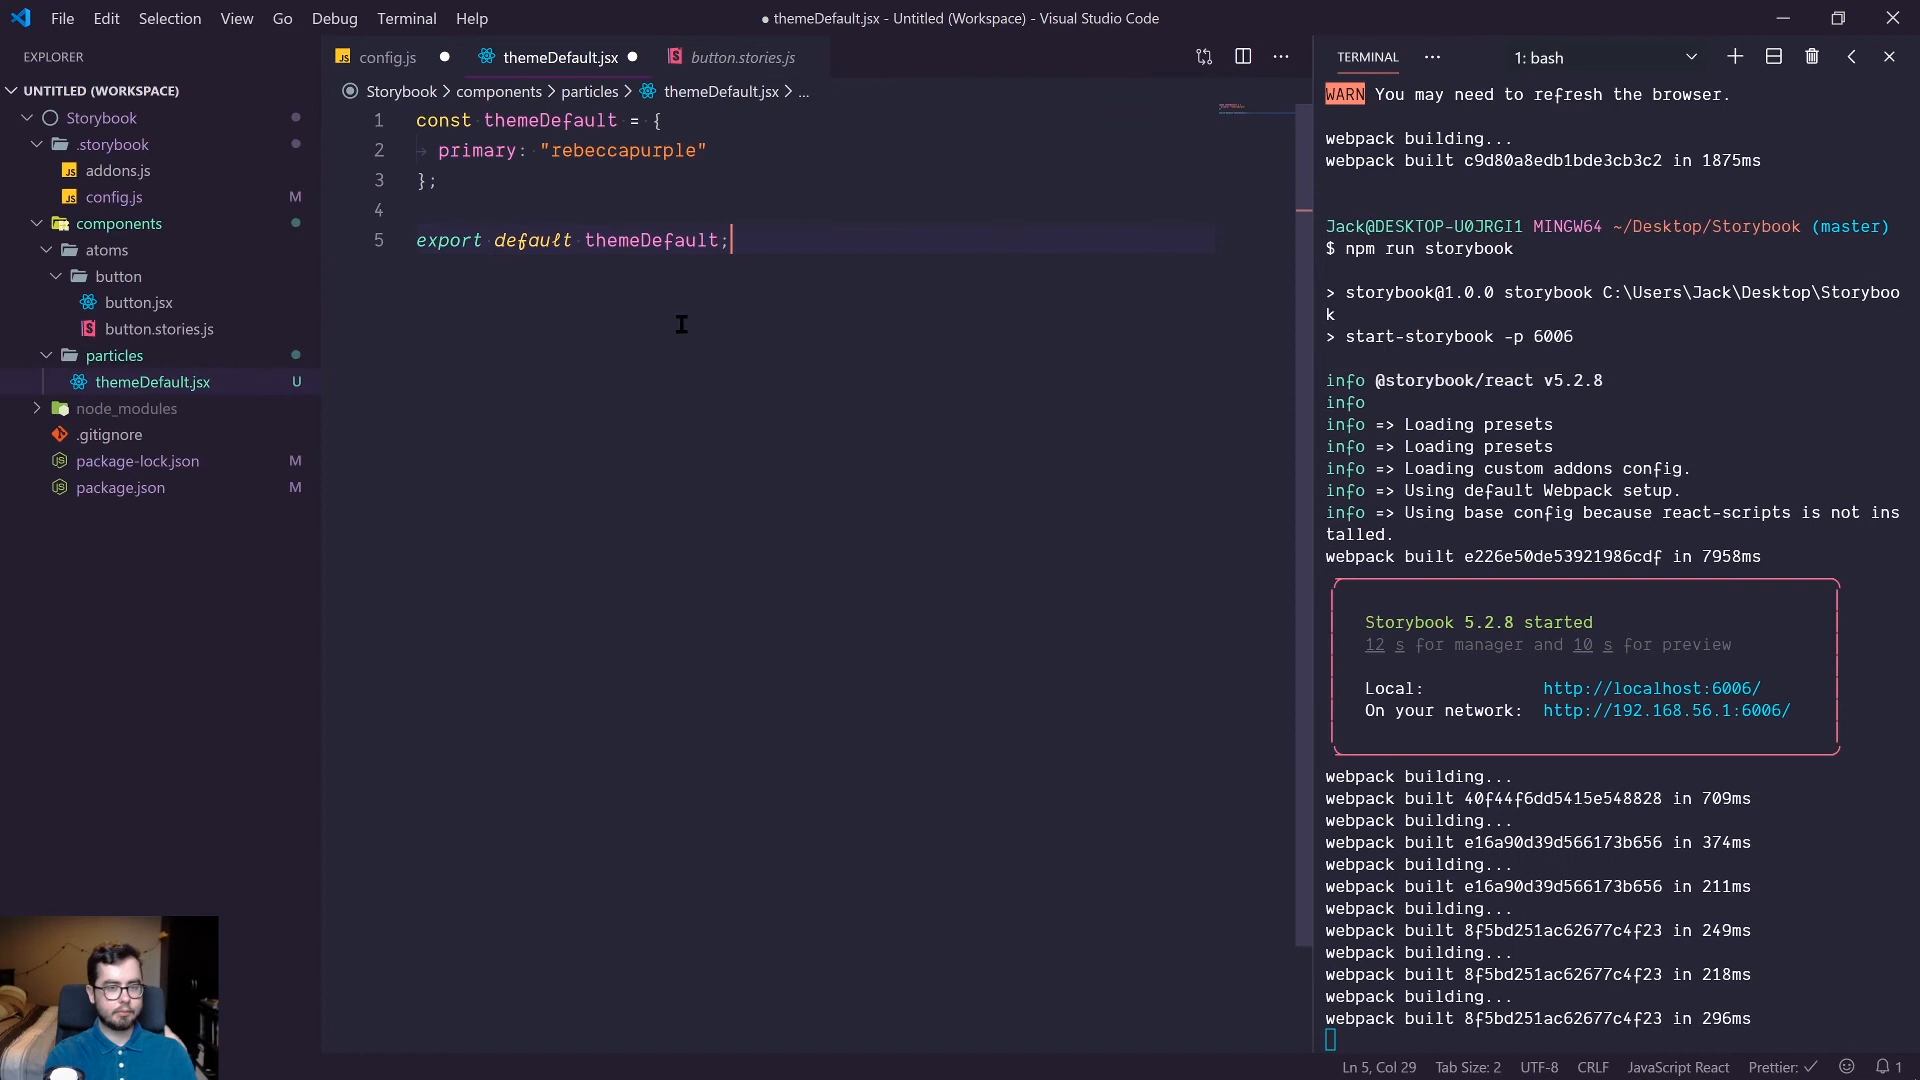 File Edit Selection View Go Debug Terminal Help
● themeDefault.jsx - Untitled (Workspace) - Visual Studio Code
EXPLORER
UNTITLED (WORKSPACE)
Storybook
.storybook
addons.js
config.js M
components
atoms
button
button.jsx
button.stories.js
particles
themeDefault.jsx U
node_modules
.gitignore
package-lock.json M
package.json M
config.js themeDefault.jsx button.stories.js
Storybook > components > particles > themeDefault.jsx > ...
1 const themeDefault = {
2 primary: "rebeccapurple"
3 };
4
5 export default themeDefault;
TERMINAL ... 1: bash
WARN You may need to refresh the browser.
webpack building...
webpack built c9d80a8edb1bde3cb3c2 in 1875ms
Jack@DESKTOP-U0JRGI1 MINGW64 ~/Desktop/Storybook (master)
$ npm run storybook
> storybook@1.0.0 storybook C:\Users\Jack\Desktop\Storyboo
k
> start-storybook -p 6006
info @storybook/react v5.2.8
info
info => Loading presets
info => Loading presets
info => Loading custom addons config.
info => Using default Webpack setup.
info => Using base config because react-scripts is not ins
talled.
webpack built e226e50de53921986cdf in 7958ms
Storybook 5.2.8 started
12 s for manager and 10 s for preview
Local: http://localhost:6006/
On your network: http://192.168.56.1:6006/
webpack building...
webpack built 40f44f6dd5415e548828 in 709ms
webpack building...
webpack built e16a90d39d566173b656 in 374ms
webpack building...
webpack built e16a90d39d566173b656 in 211ms
webpack building...
webpack built 8f5bd251ac62677c4f23 in 249ms
webpack building...
webpack built 8f5bd251ac62677c4f23 in 218ms
webpack building...
webpack built 8f5bd251ac62677c4f23 in 296ms
Ln 5, Col 29 Tab Size: 2 UTF-8 CRLF JavaScript React Prettier: ✓ 1